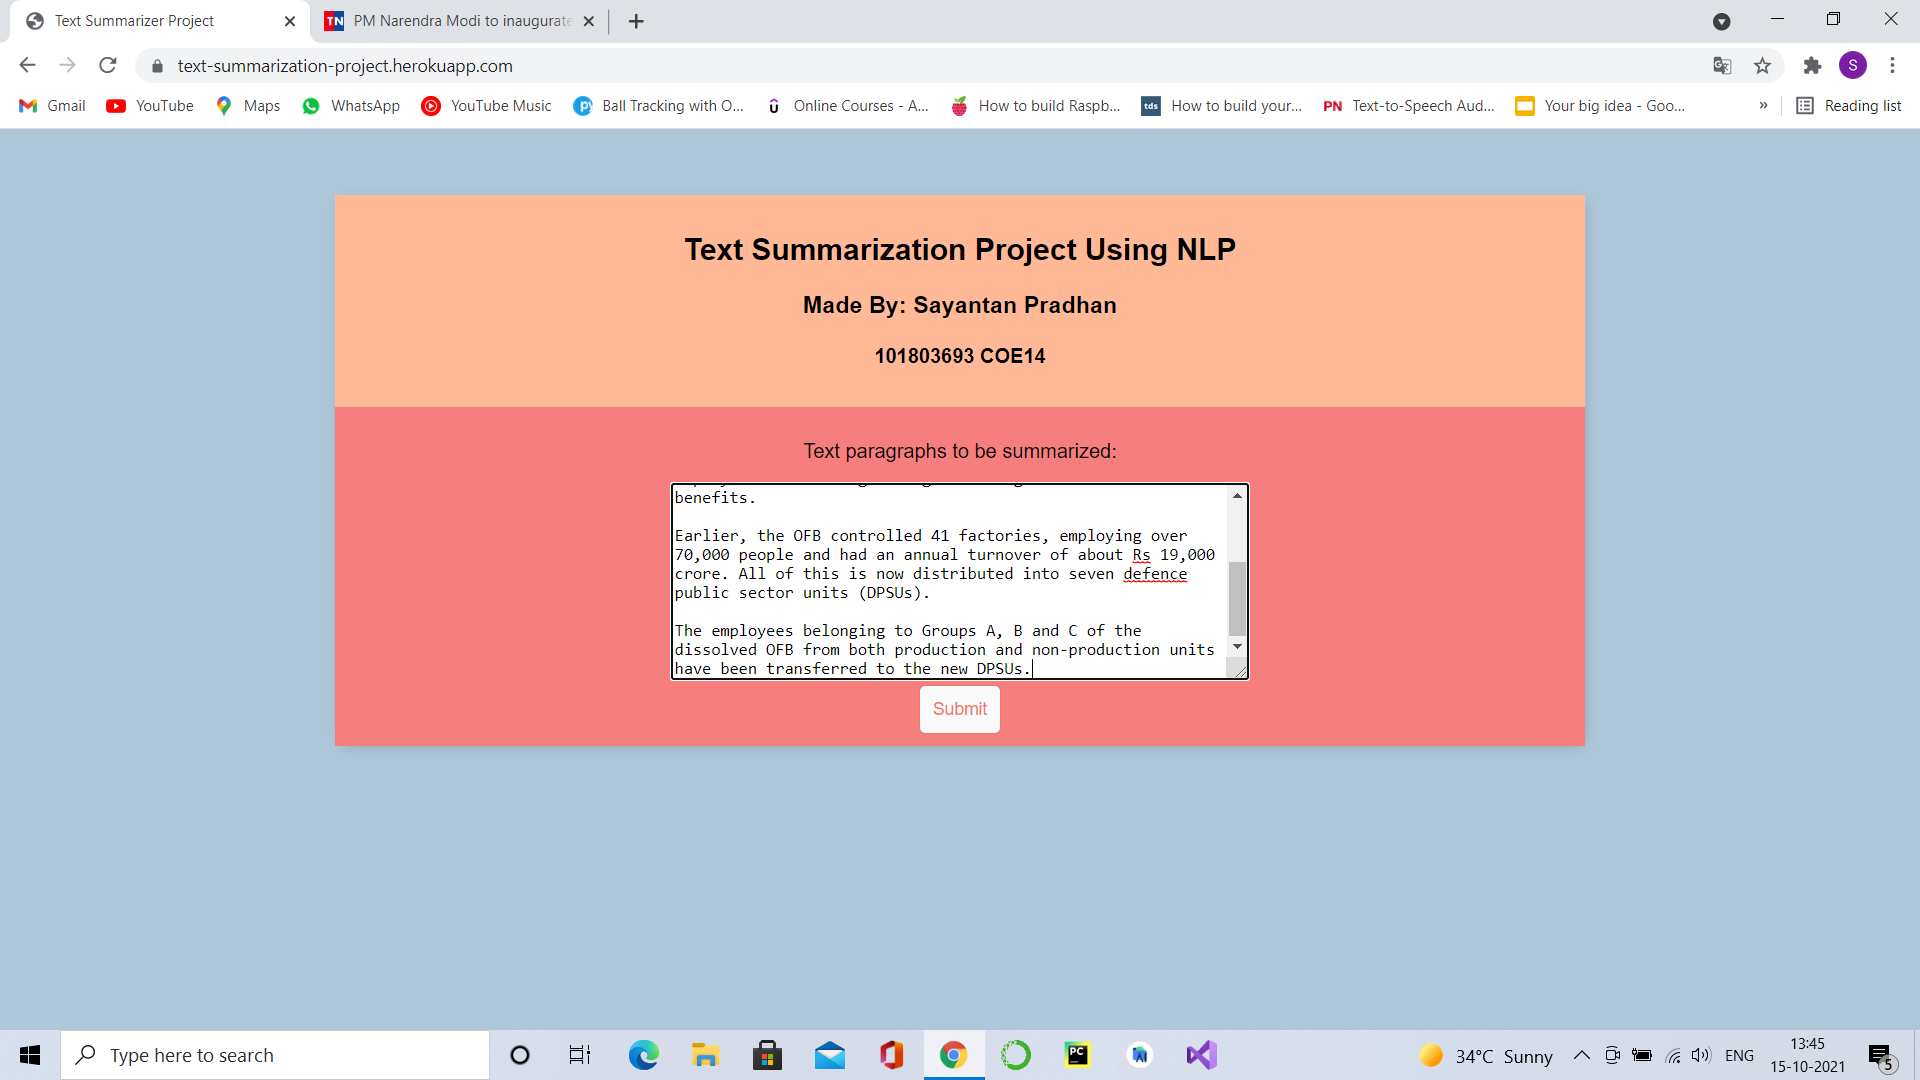 Text Summarizer Project
TN PM Narendra Modi to inaugurate
text-summarization-project.herokuapp.com
S
Gmail YouTube Maps WhatsApp YouTube Music Ball Tracking with O... Online Courses - A... How to build Raspb... tds How to build your... PN Text-to-Speech Aud... Your big idea - Goo... » Reading list
Text Summarization Project Using NLP
Made By: Sayantan Pradhan
101803693 COE14
Text paragraphs to be summarized:
benefits.
Earlier, the OFB controlled 41 factories, employing over
70,000 people and had an annual turnover of about Rs 19,000
crore. All of this is now distributed into seven defence
public sector units (DPSUs).
The employees belonging to Groups A, B and C of the
dissolved OFB from both production and non-production units
have been transferred to the new DPSUs.
Submit
Type here to search
PC
34°C Sunny
ENG
13:45
15-10-2021
5